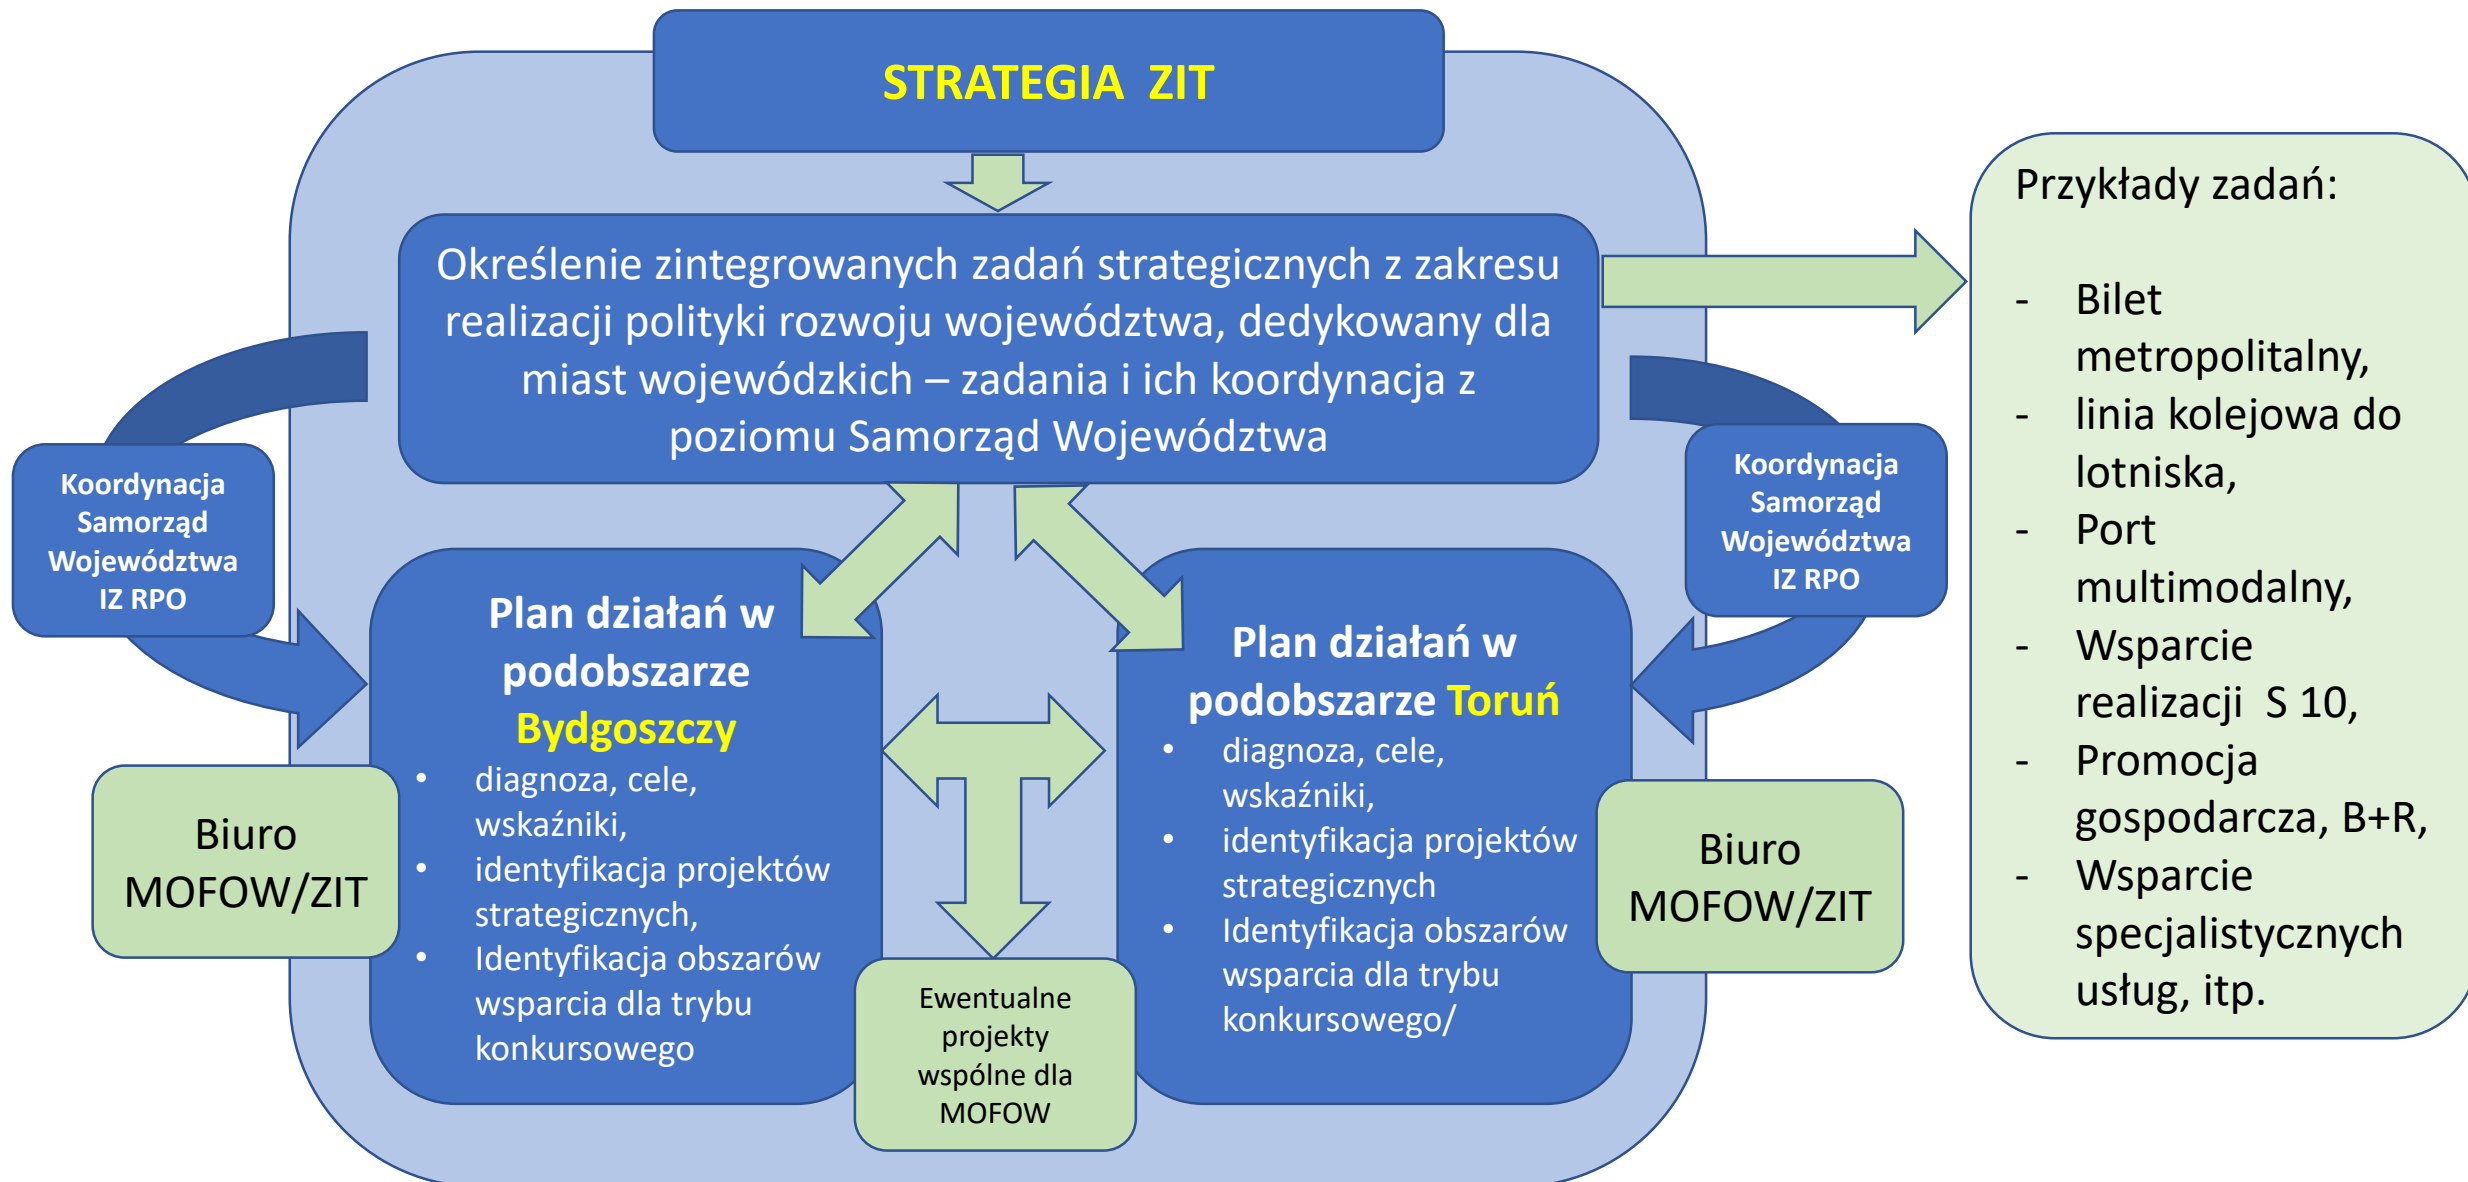 STRATEGIA ZIT
Określenie zintegrowanych zadań strategicznych z zakresu
realizacji polityki rozwoju województwa, dedykowany dla
miast wojewódzkich – zadania i ich koordynacja z
poziomu Samorząd Województwa
Koordynacja
Samorząd
Województwa
IZ RPO
Koordynacja
Samorząd
Województwa
IZ RPO
Plan działań w
podobszarze
Bydgoszczy
• diagnoza, cele,
wskaźniki,
• identyfikacja projektów
strategicznych,
• Identyfikacja obszarów
wsparcia dla trybu
konkursowego
Plan działań w
podobszarze Toruń
• diagnoza, cele,
wskaźniki,
• identyfikacja projektów
strategicznych
• Identyfikacja obszarów
wsparcia dla trybu
konkursowego/
Biuro
MOFOW/ZIT
Biuro
MOFOW/ZIT
Ewentualne
projekty
wspólne dla
MOFOW
Przykłady zadań:
- Bilet
metropolitalny,
- linia kolejowa do
lotniska,
- Port
multimodalny,
- Wsparcie
realizacji S 10,
- Promocja
gospodarcza, B+R,
- Wsparcie
specjalistycznych
usług, itp.